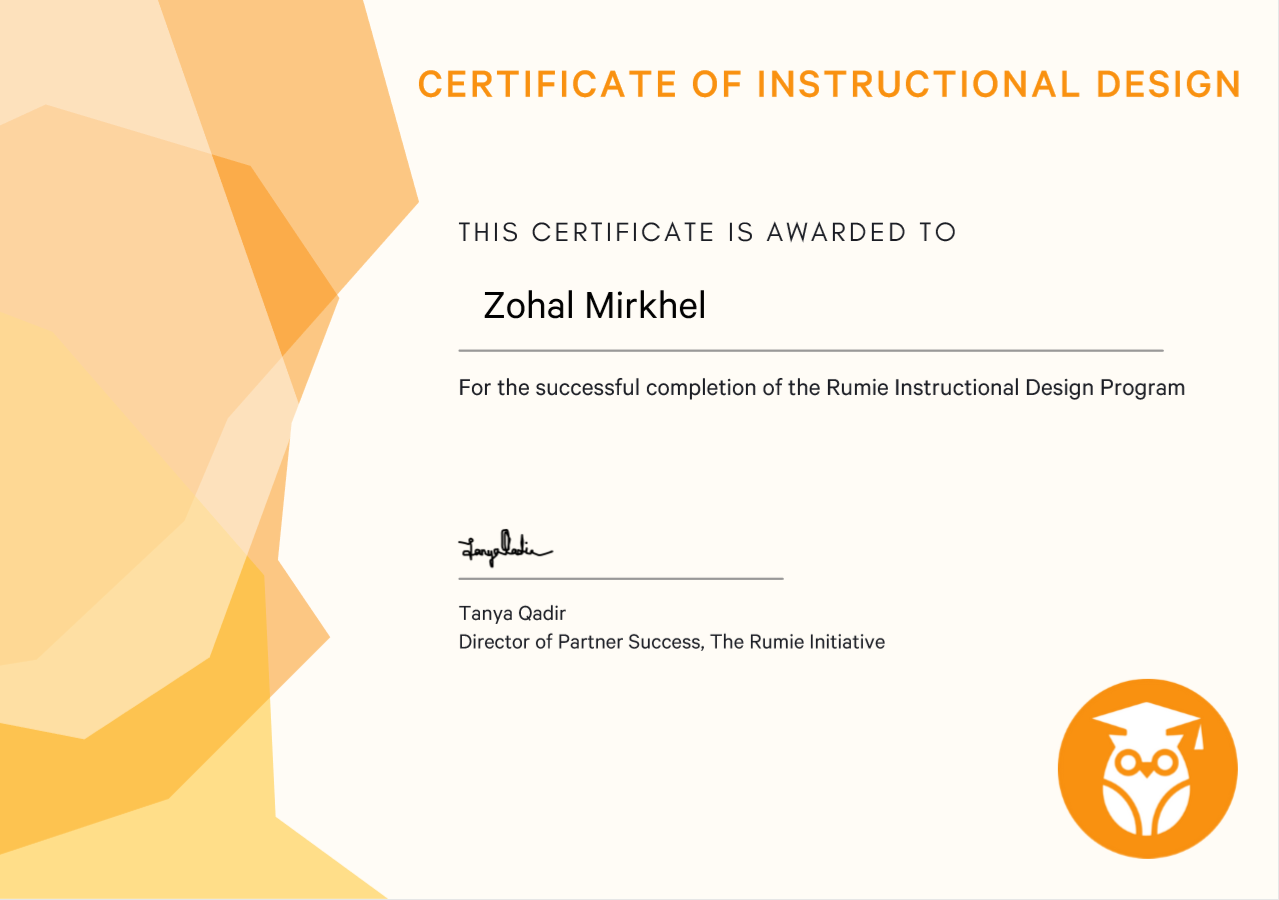 CERTIFICATE OF INSTRUCTIONAL DESIGN
THIS CERTIFICATE IS AWARDED TO
Zohal Mirkhel
For the successful completion of the Rumie Instructional Design Program
Tanya Qadir
Tanya Qadir
Director of Partner Success, The Rumie Initiative